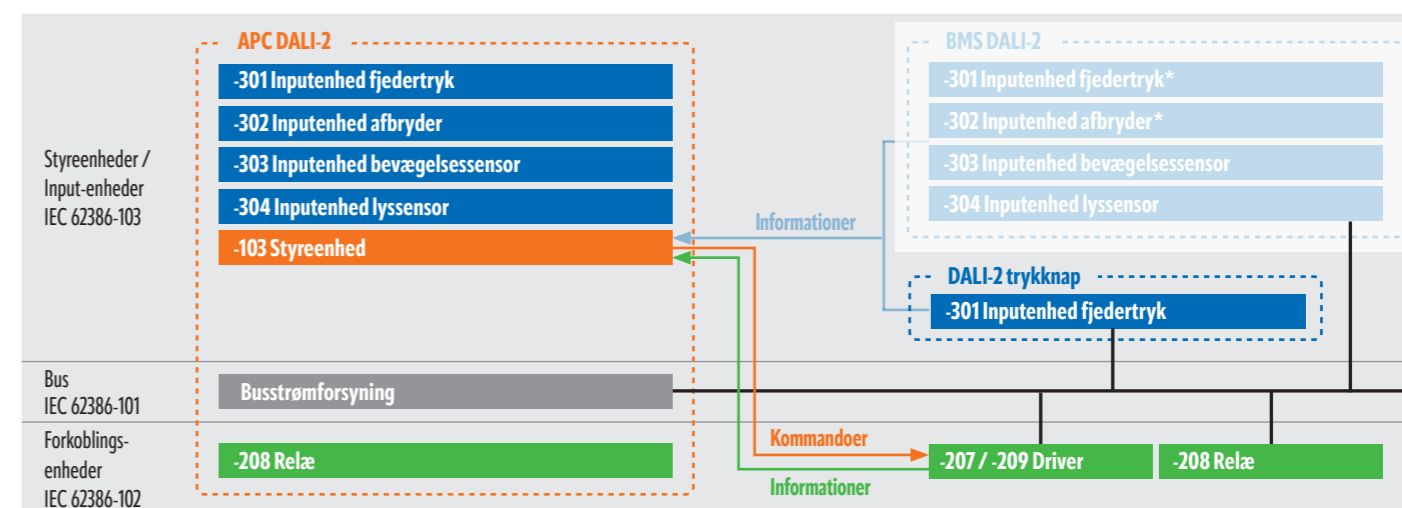 APC DALI-2
-301 Inputenhed fjedertryk
-302 Inputenhed afbryder
-303 Inputenhed bevægelsessensor
-304 Inputenhed lyssensor
-103 Styreenhed
Styreenheder /
Input-enheder
IEC 62386-103
Informationer
BMS DALI-2
-301 Inputenhed fjedertryk*
-302 Inputenhed afbryder*
-303 Inputenhed bevægelsessensor
-304 Inputenhed lyssensor
DALI-2 trykknap
-301 Inputenhed fjedertryk
Bus
IEC 62386-101
Busstrømforsyning
Forkoblings-
enheder
IEC 62386-102
-208 Relæ
Kommandoer
Informationer
-207 / -209 Driver
-208 Relæ